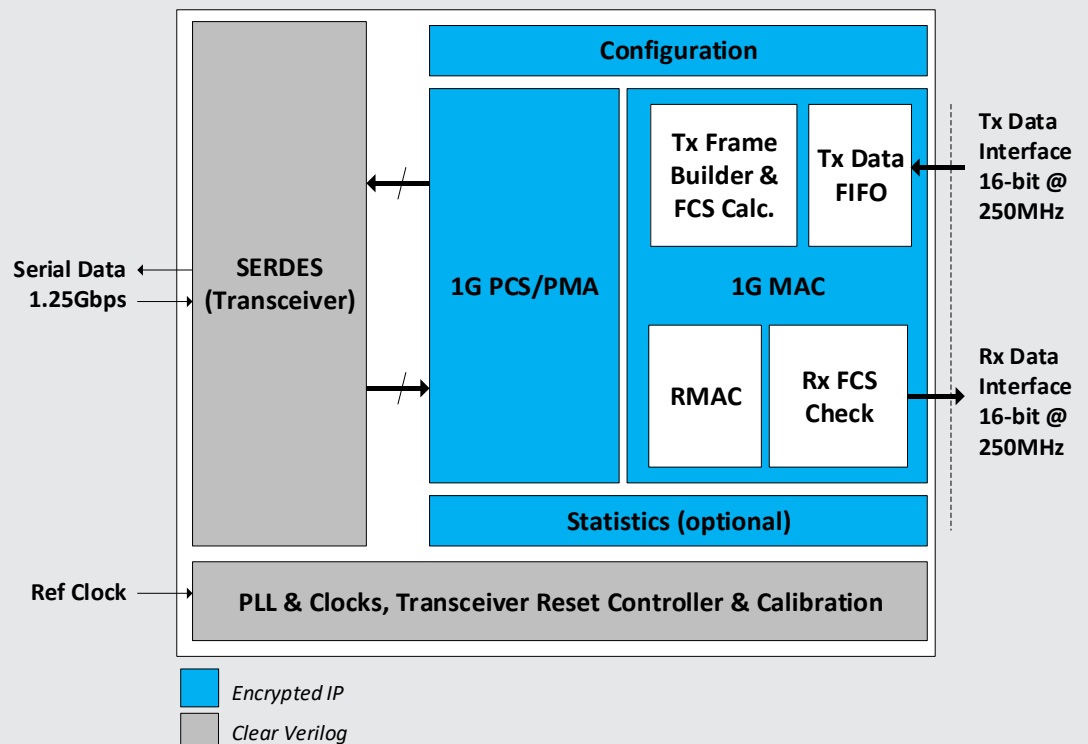 Configuration
Tx Frame
Builder &
FCS Calc.
Tx Data
FIFO
Tx Data
Interface
16-bit @
250MHz
Serial Data
1.25Gbps
SERDES
(Transceiver)
1G PCS/PMA
1G MAC
RMAC
Rx FCS
Check
Rx Data
Interface
16-bit @
250MHz
Statistics (optional)
Ref Clock
PLL & Clocks, Transceiver Reset Controller & Calibration
Encrypted IP
Clear Verilog